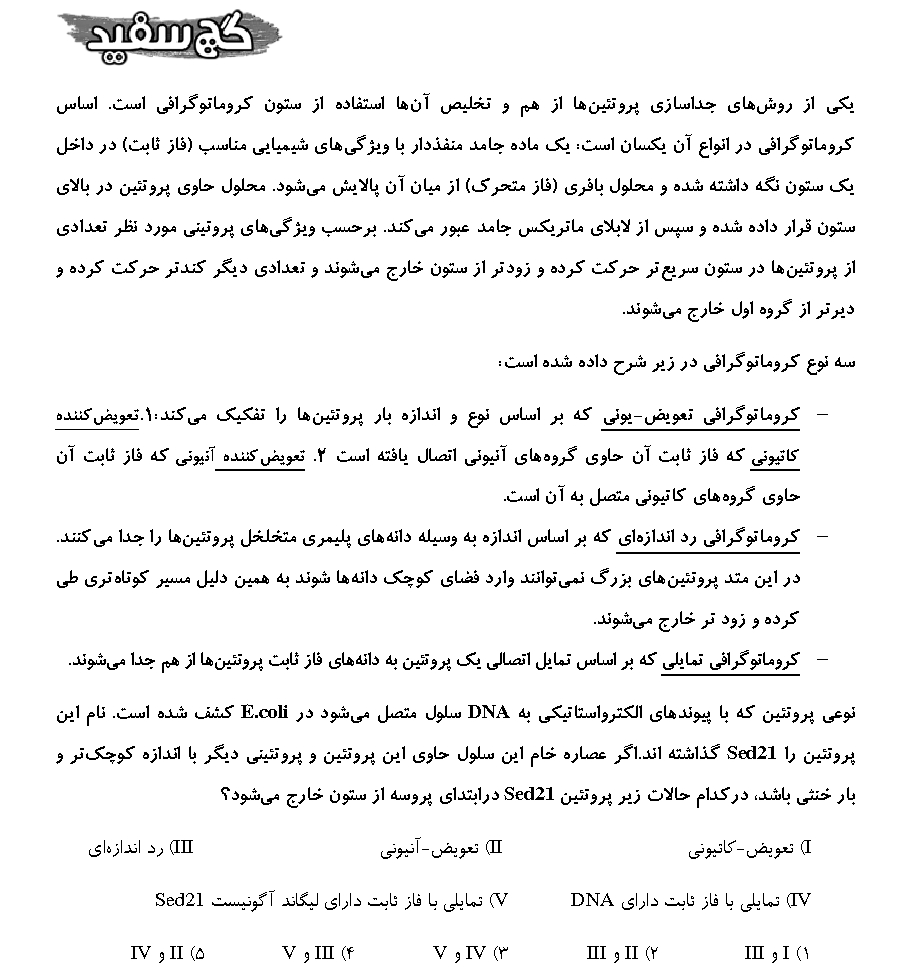 گچ سفید
یکی از روش‌های جداسازی پروتئین‌ها از هم و تخلیص آن‌ها استفاده از ستون کروماتوگرافی است. اساس
کروماتوگرافی در انواع آن یکسان است: یک ماده جامد منفذدار با ویژگی‌های شیمیایی مناسب (فاز ثابت) در داخل
یک ستون نگه داشته شده و محلول بافری (فاز متحرک) از میان آن پالایش می‌شود. محلول حاوی پروتئین در بالای
ستون قرار داده شده و سپس از لابلای ماتریکس جامد عبور می‌کند. برحسب ویژگی‌های پروتینی مورد نظر تعدادی
از پروتئین‌ها در ستون سریع‌تر حرکت کرده و زودتر از ستون خارج می‌شوند و تعدادی دیگر کندتر حرکت کرده و
دیرتر از گروه اول خارج می‌شوند.
سه نوع کروماتوگرافی در زیر شرح داده شده است:
– کروماتوگرافی تعویض-یونی که بر اساس نوع و اندازه بار پروتئین‌ها را تفکیک می‌کند:۱.تعویض‌کننده
کاتیونی که فاز ثابت آن حاوی گروه‌های آنیونی اتصال یافته است ۲. تعویض‌کننده آنیونی که فاز ثابت آن
حاوی گروه‌های کاتیونی متصل به آن است.
– کروماتوگرافی رد اندازه‌ای که بر اساس اندازه به وسیله دانه‌های پلیمری متخلخل پروتئین‌ها را جدا می‌کنند.
در این متد پروتئین‌های بزرگ نمی‌توانند وارد فضای کوچک دانه‌ها شوند به همین دلیل مسیر کوتاه‌تری طی
کرده و زود تر خارج می‌شوند.
– کروماتوگرافی تمایلی که بر اساس تمایل اتصالی یک پروتئین به دانه‌های فاز ثابت پروتئین‌ها از هم جدا می‌شوند.
نوعی پروتئین که با پیوندهای الکترواستاتیکی به DNA سلول متصل می‌شود در E.coli کشف شده است. نام این
پروتئین را Sed21 گذاشته اند.اگر عصاره خام این سلول حاوی این پروتئین و پروتئینی دیگر با اندازه کوچک‌تر و
بار خنثی باشد، درکدام حالات زیر پروتئین Sed21 درابتدای پروسه از ستون خارج می‌شود؟
I) تعویض-کاتیونی II) تعویض-آنیونی III) رد اندازه‌ای
IV) تمایلی با فاز ثابت دارای DNA V) تمایلی با فاز ثابت دارای لیگاند آگونیست Sed21
۱) I و III ۲) II و III ۳) IV و V ۴) III و V ۵) II و IV